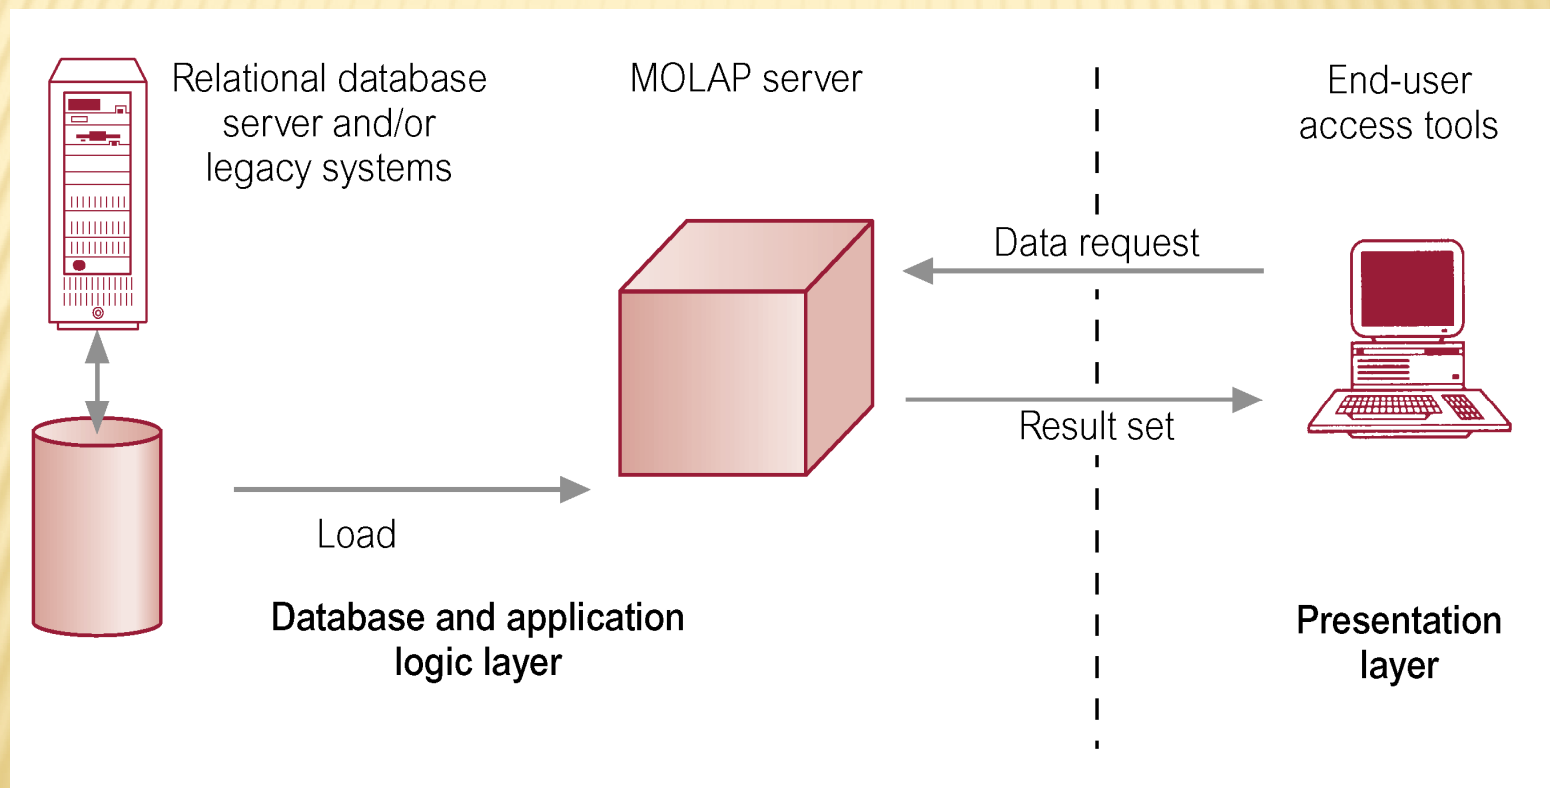 Relational database
server and/or
legacy systems
MOLAP server
End-user
access tools
Data request
Result set
Load
Database and application
logic layer
Presentation
layer